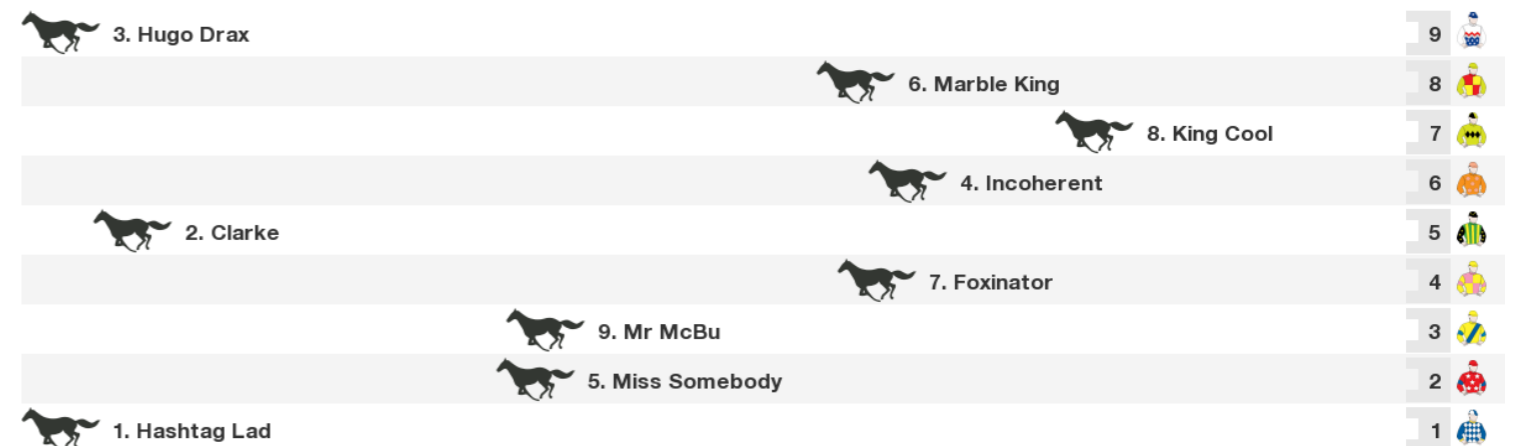 3. Hugo Drax 9
6. Marble King 8
8. King Cool 7
4. Incoherent 6
2. Clarke 5
7. Foxinator 4
9. Mr McBu 3
5. Miss Somebody 2
1. Hashtag Lad 1